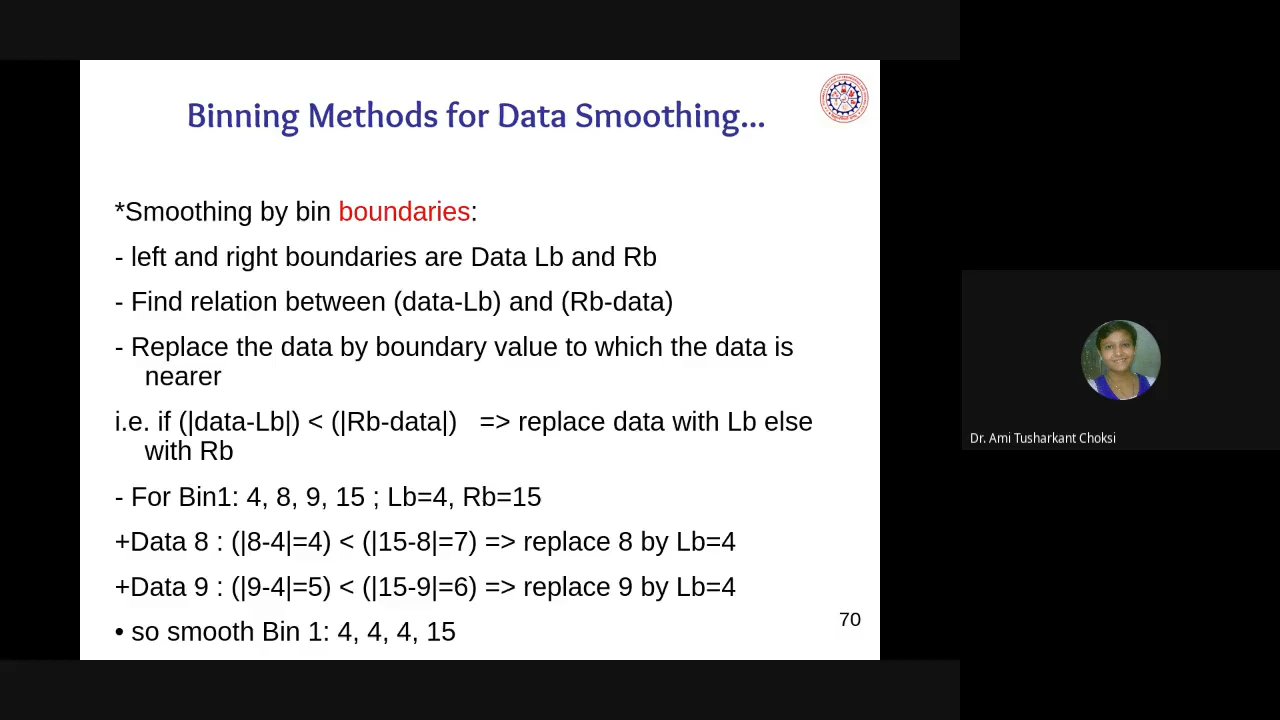 Binning Methods for Data Smoothing...
*Smoothing by bin boundaries:
- left and right boundaries are Data Lb and Rb
- Find relation between (data-Lb) and (Rb-data)
- Replace the data by boundary value to which the data is
nearer
i.e. if (|data-Lb|) < (|Rb-data|) => replace data with Lb else
with Rb
- For Bin1: 4, 8, 9, 15 ; Lb=4, Rb=15
+Data 8 : (|8-4|=4) < (|15-8|=7) => replace 8 by Lb=4
+Data 9 : (|9-4|=5) < (|15-9|=6) => replace 9 by Lb=4
• so smooth Bin 1: 4, 4, 4, 15
70
Dr. Ami Tusharkant Choksi